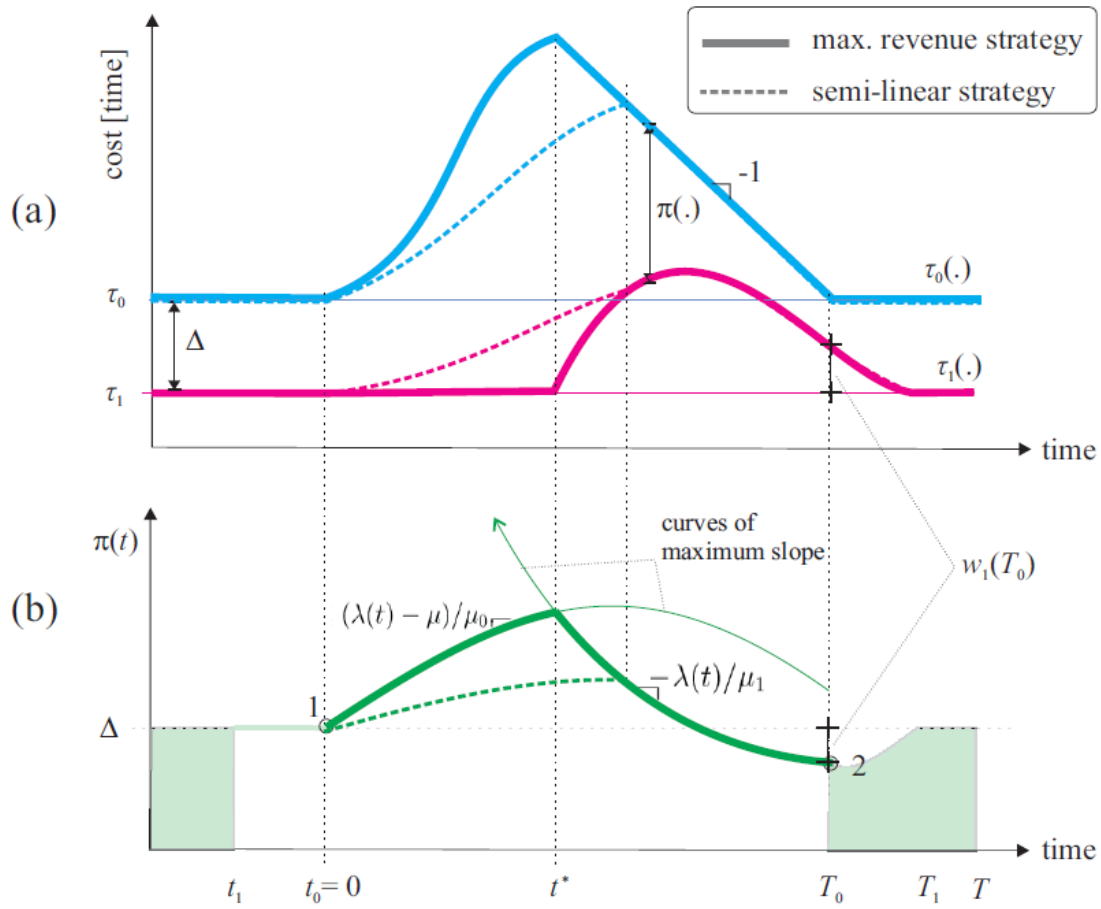 max. revenue strategy
semi-linear strategy
cost [time]
(a)
-1
π(.)
τ₀
τ₀(.)
Δ
τ₁
τ₁(.)
time
π(t)
curves of
maximum slope
w₁(T₀)
(b)
(λ(t) − μ)/μ₀
−λ(t)/μ₁
1
Δ
2
time
t₁
t₀= 0
t*
T₀
T₁
T